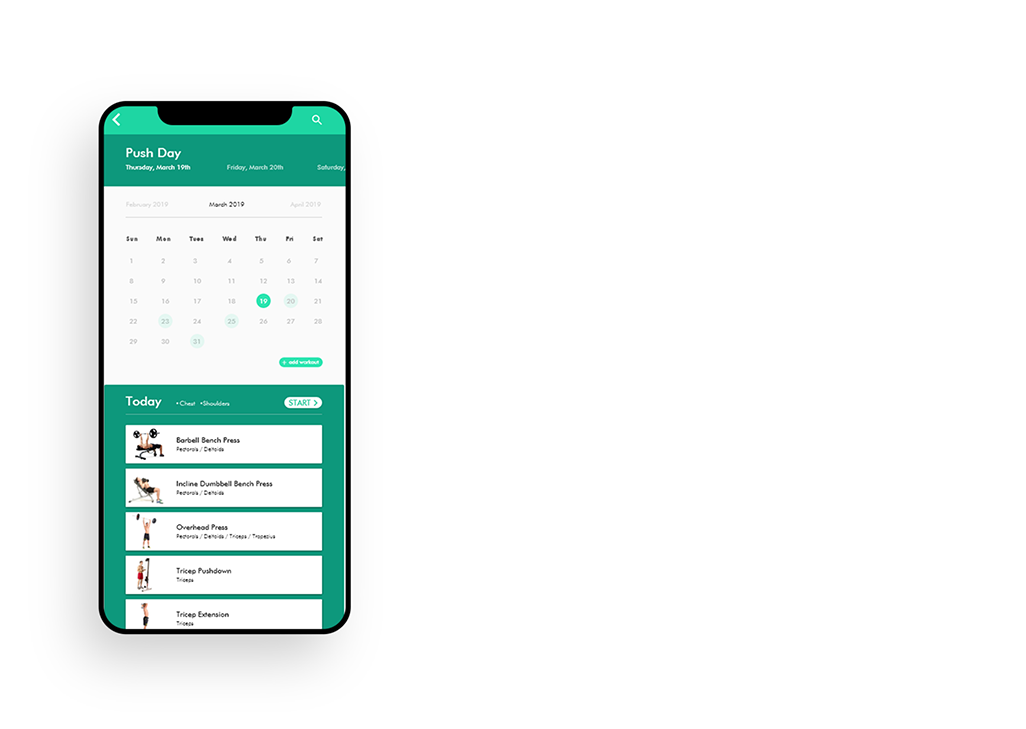 Push Day
Thursday, March 19th Friday, March 20th Saturday,
February 2019 March 2019 April 2019
Sun Mon Tues Wed Thu Fri Sat
1 2 3 4 5 6 7
8 9 10 11 12 13 14
15 16 17 18 19 20 21
22 23 24 25 26 27 28
29 30 31
+ add workout
Today •Chest •Shoulders START >
Barbell Bench Press
Pectorals / Deltoids
Incline Dumbbell Bench Press
Pectorals / Deltoids
Overhead Press
Pectorals / Deltoids / Triceps / Trapezius
Tricep Pushdown
Triceps
Tricep Extension
Triceps